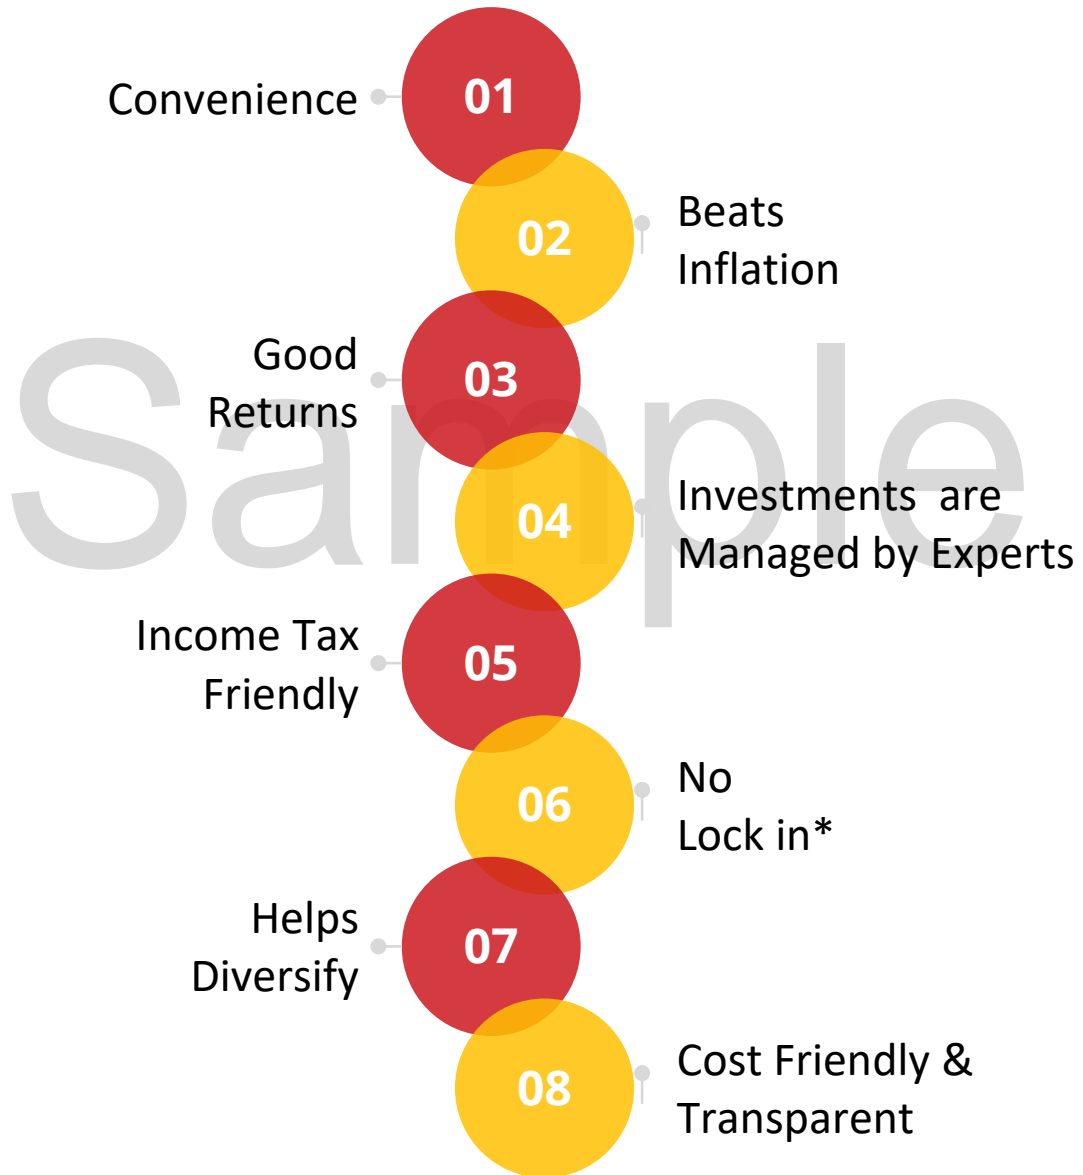 Convenience
01
02
Beats
Inflation
Good
Returns
03
Sample
04
Investments are
Managed by Experts
Income Tax
Friendly
05
06
No
Lock in*
Helps
Diversify
07
08
Cost Friendly &
Transparent